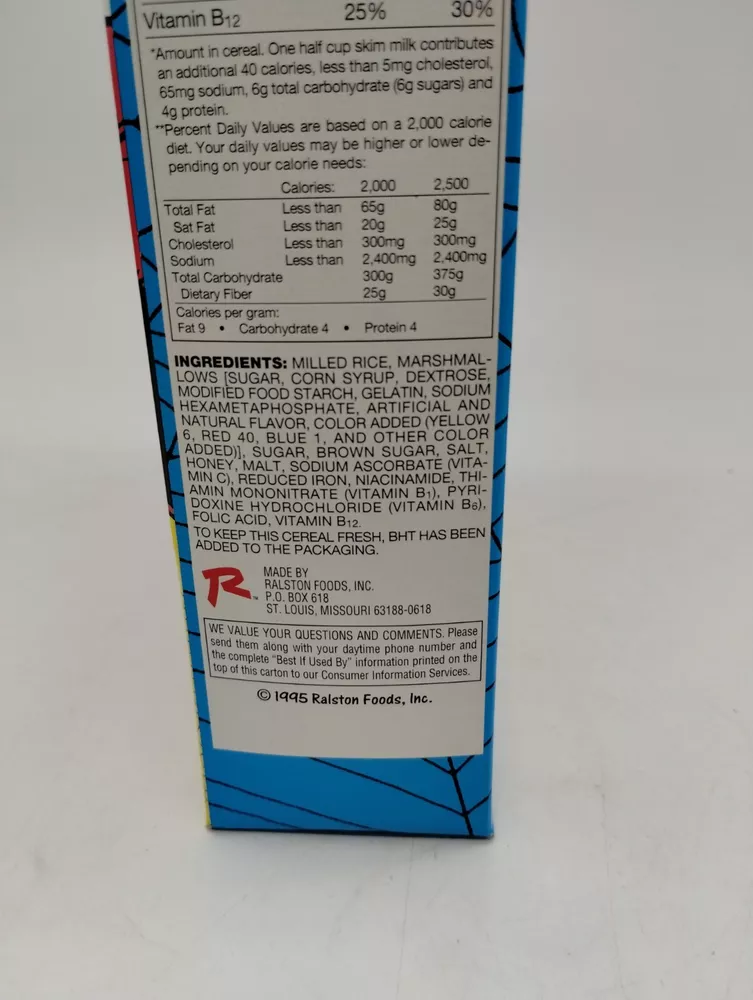 Vitamin B12 25% 30%
*Amount in cereal. One half cup skim milk contributes
an additional 40 calories, less than 5mg cholesterol,
65mg sodium, 6g total carbohydrate (6g sugars) and
4g protein.
**Percent Daily Values are based on a 2,000 calorie
diet. Your daily values may be higher or lower de-
pending on your calorie needs:
Calories: 2,000 2,500
Total Fat Less than 65g 80g
Sat Fat Less than 20g 25g
Cholesterol Less than 300mg 300mg
Sodium Less than 2,400mg 2,400mg
Total Carbohydrate 300g 375g
Dietary Fiber 25g 30g
Calories per gram:
Fat 9 • Carbohydrate 4 • Protein 4
INGREDIENTS: MILLED RICE, MARSHMAL-
LOWS [SUGAR, CORN SYRUP, DEXTROSE,
MODIFIED FOOD STARCH, GELATIN, SODIUM
HEXAMETAPHOSPHATE, ARTIFICIAL AND
NATURAL FLAVOR, COLOR ADDED (YELLOW
6, RED 40, BLUE 1, AND OTHER COLOR
ADDED)], SUGAR, BROWN SUGAR, SALT,
HONEY, MALT, SODIUM ASCORBATE (VITA-
MIN C), REDUCED IRON, NIACINAMIDE, THI-
AMIN MONONITRATE (VITAMIN B1), PYRI-
DOXINE HYDROCHLORIDE (VITAMIN B6),
FOLIC ACID, VITAMIN B12.
TO KEEP THIS CEREAL FRESH, BHT HAS BEEN
ADDED TO THE PACKAGING.
R™
MADE BY
RALSTON FOODS, INC.
P.O. BOX 618
ST. LOUIS, MISSOURI 63188-0618
WE VALUE YOUR QUESTIONS AND COMMENTS. Please
send them along with your daytime phone number and
the complete "Best If Used By" information printed on the
top of this carton to our Consumer Information Services.
© 1995 Ralston Foods, Inc.